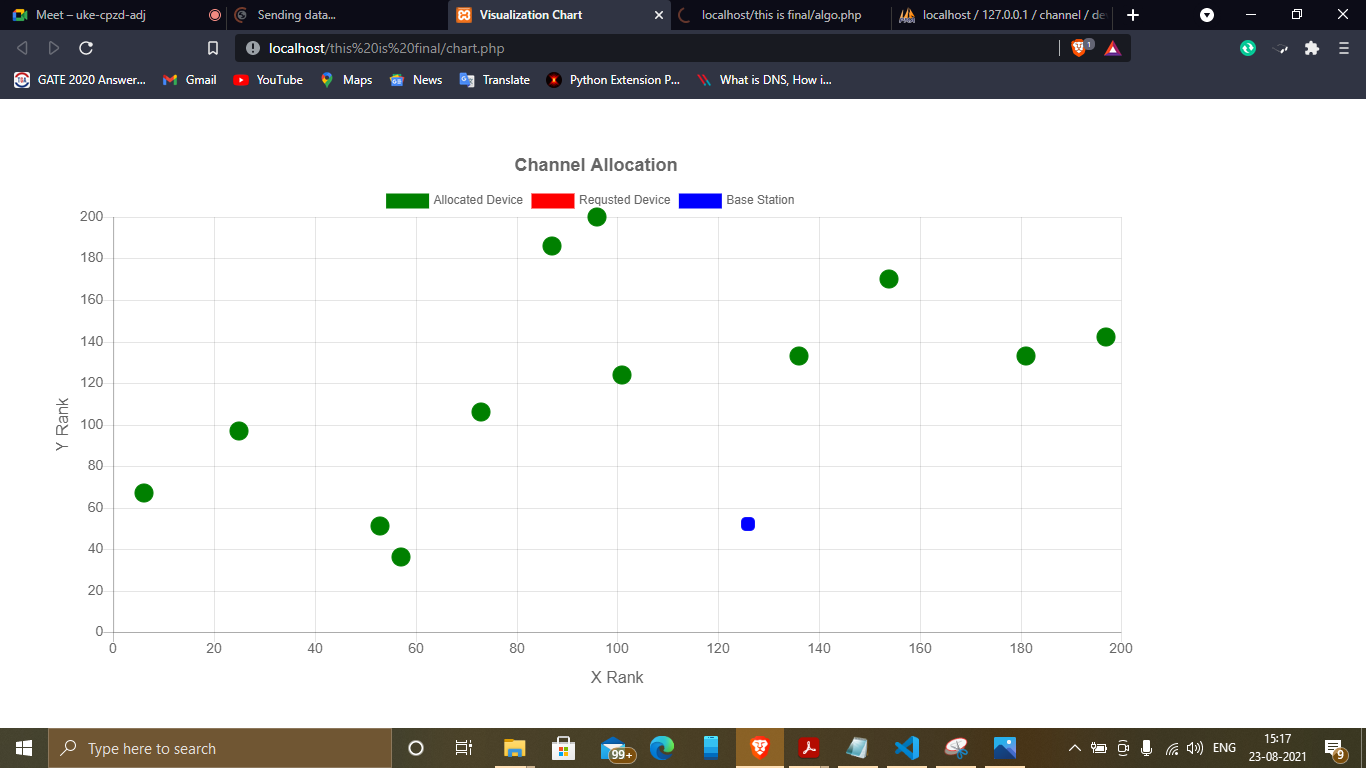 Meet – uke-cpzd-adj
Sending data...
Visualization Chart
localhost/this is final/algo.php
localhost / 127.0.0.1 / channel / de
localhost/this%20is%20final/chart.php
1
GATE 2020 Answer...
Gmail
YouTube
Maps
News
Translate
Python Extension P...
What is DNS, How i...
Channel Allocation
Allocated Device
Requsted Device
Base Station
200
180
160
140
120
100
80
60
40
20
0
Y Rank
0 20 40 60 80 100 120 140 160 180 200
X Rank
Type here to search
99+
ENG
15:17
23-08-2021
9